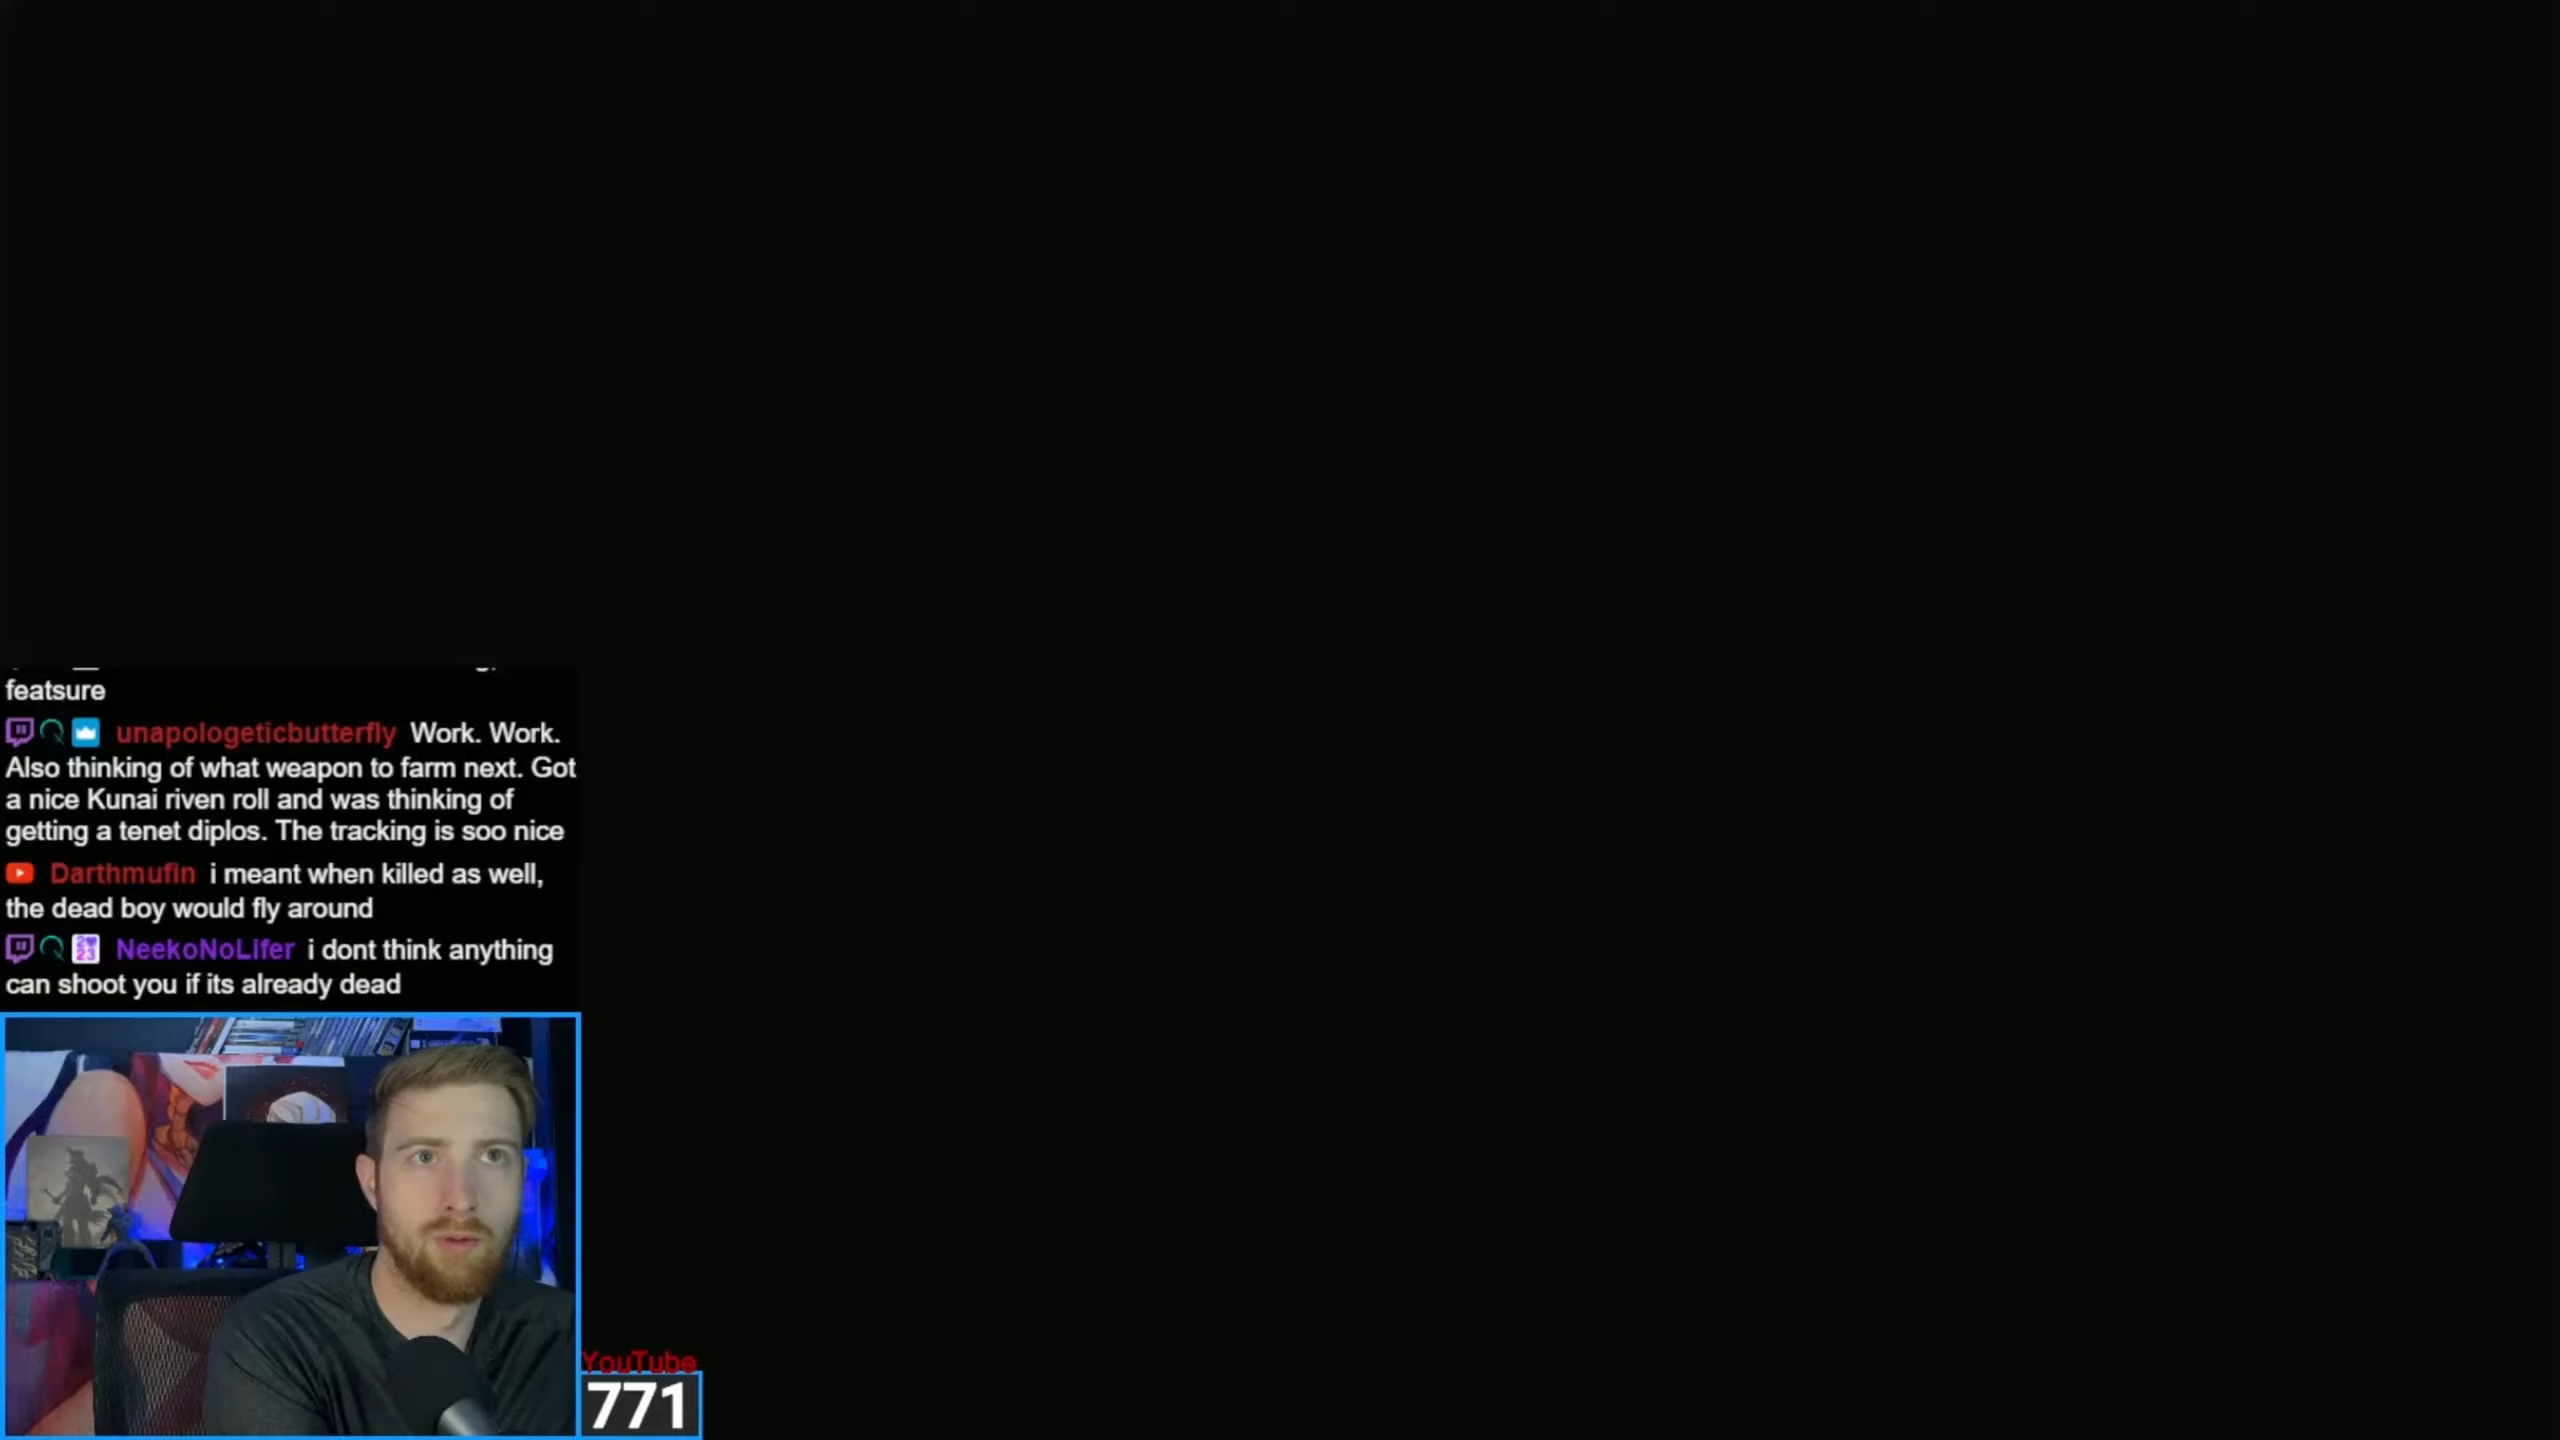 featsure
unapologeticbutterfly Work. Work.
Also thinking of what weapon to farm next. Got
a nice Kunai riven roll and was thinking of
getting a tenet diplos. The tracking is soo nice
Darthmufin i meant when killed as well,
the dead boy would fly around
NeekoNoLifer i dont think anything
can shoot you if its already dead
YouTube
771